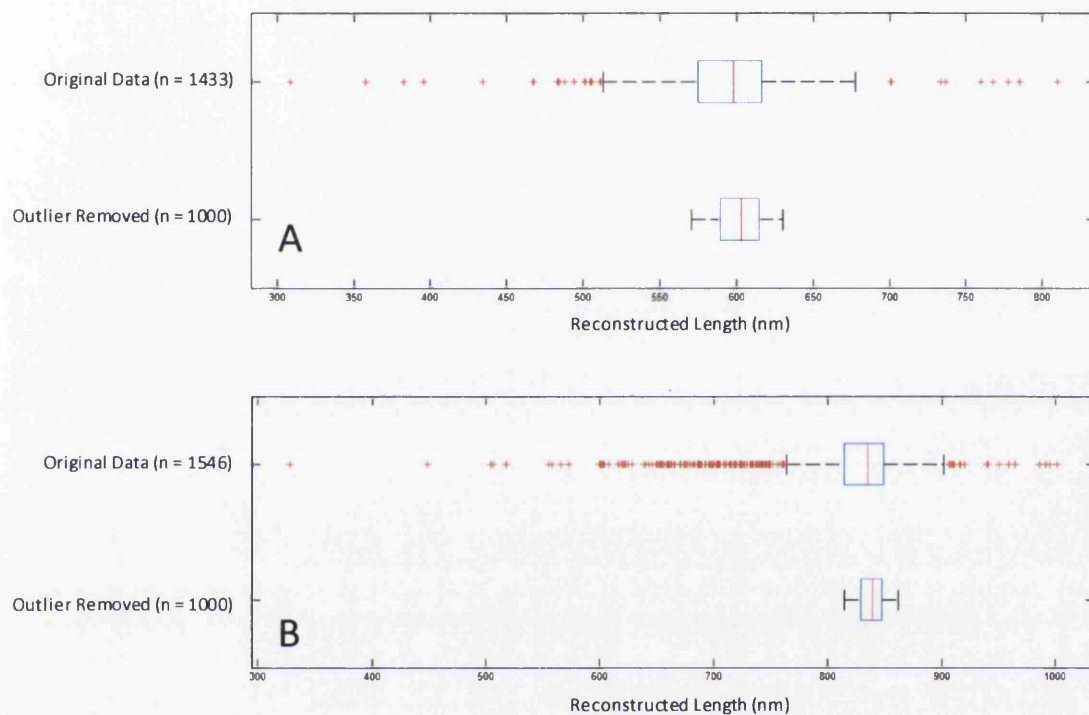 Original Data (n = 1433)
Outlier Removed (n = 1000)
A
300 350 400 450 500 550 600 650 700 750 800
Reconstructed Length (nm)
Original Data (n = 1546)
Outlier Removed (n = 1000)
B
300 400 500 600 700 800 900 1000
Reconstructed Length (nm)